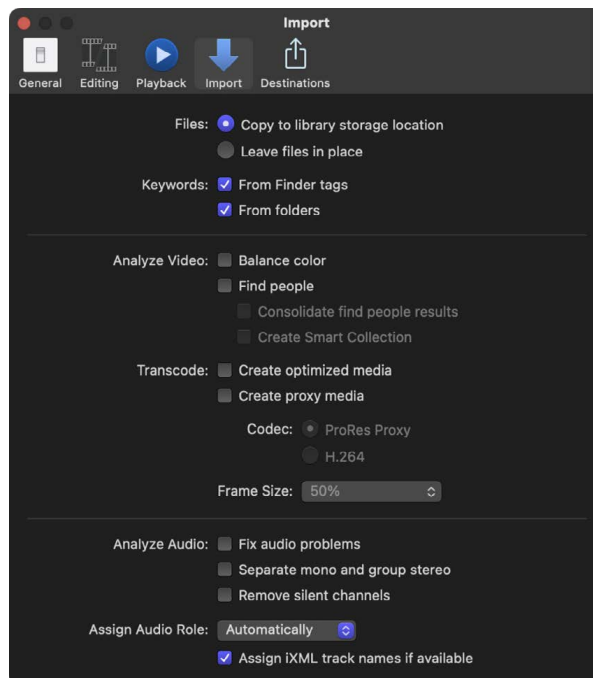 Import
General Editing Playback Import Destinations
Files: Copy to library storage location
Leave files in place
Keywords: From Finder tags
From folders
Analyze Video: Balance color
Find people
Consolidate find people results
Create Smart Collection
Transcode: Create optimized media
Create proxy media
Codec: ProRes Proxy
H.264
Frame Size: 50%
Analyze Audio: Fix audio problems
Separate mono and group stereo
Remove silent channels
Assign Audio Role: Automatically
Assign iXML track names if available